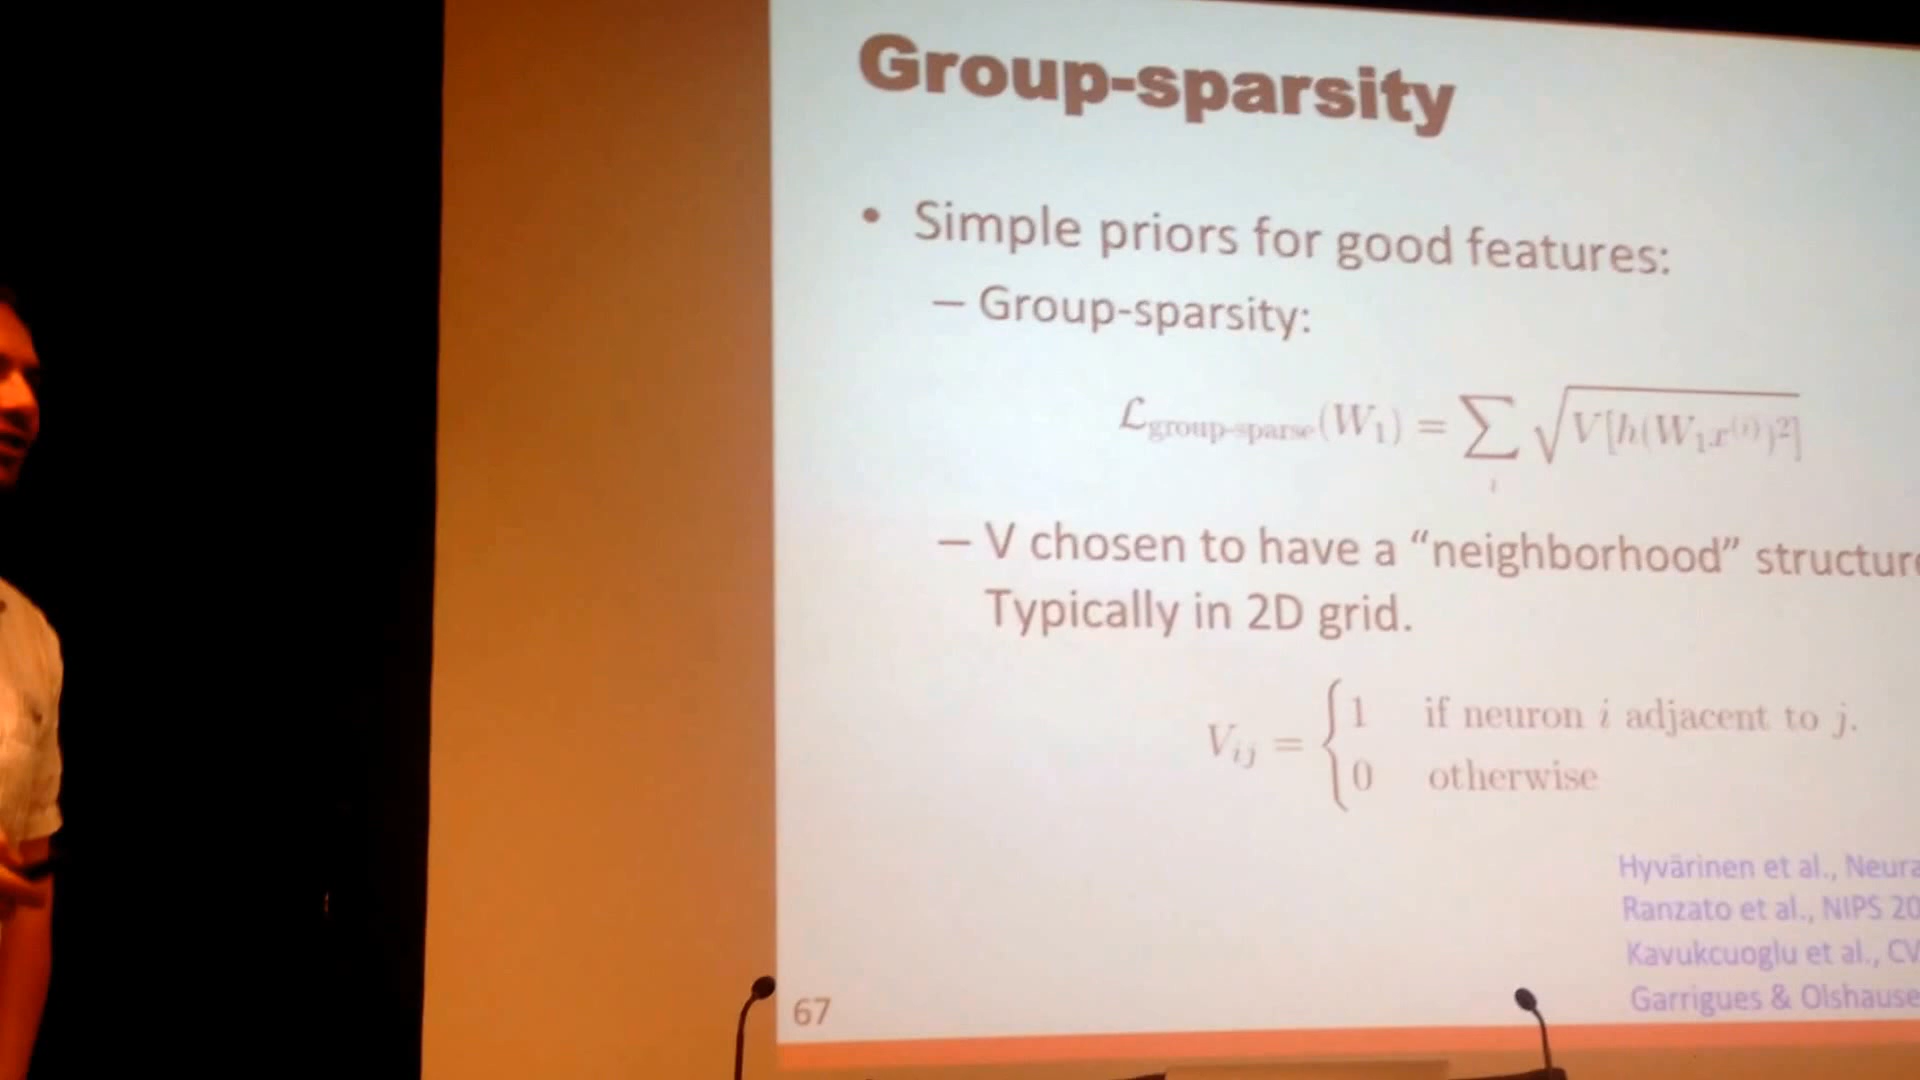 Group-sparsity
• Simple priors for good features:
– Group-sparsity:
ℒgroup-sparse(W₁) = ∑ᵢ √V[h(W₁x⁽ⁱ⁾)²]
– V chosen to have a “neighborhood” structure
Typically in 2D grid.
Vᵢⱼ = { 1 if neuron i adjacent to j.
0 otherwise
Hyvärinen et al., Neura
Ranzato et al., NIPS 20
Kavukcuoglu et al., CV
Garrigues & Olshause
67